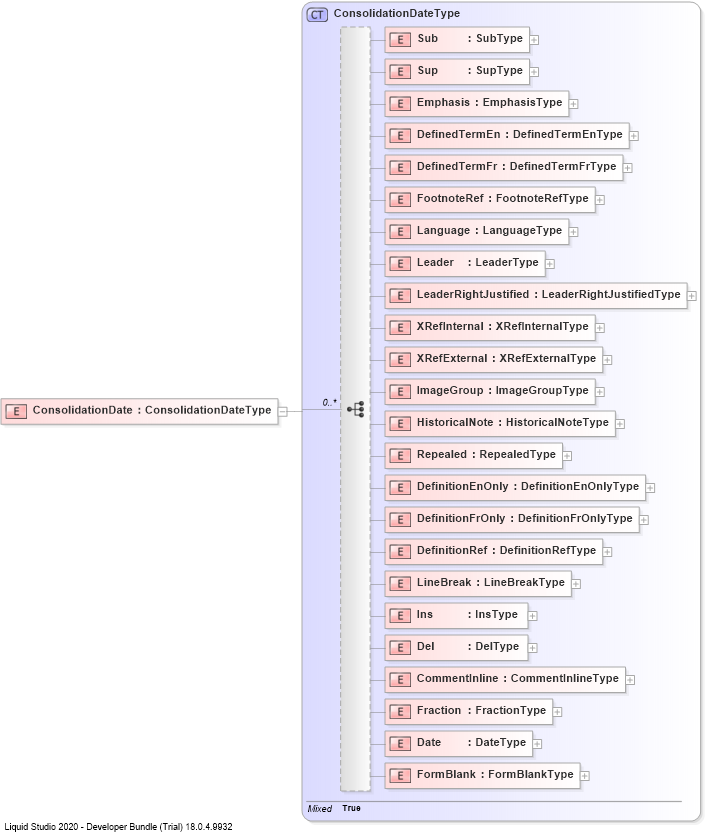 CT ConsolidationDateType
E Sub : SubType
E Sup : SupType
E Emphasis : EmphasisType
E DefinedTermEn : DefinedTermEnType
E DefinedTermFr : DefinedTermFrType
E FootnoteRef : FootnoteRefType
E Language : LanguageType
E Leader : LeaderType
E LeaderRightJustified : LeaderRightJustifiedType
E XRefInternal : XRefInternalType
E XRefExternal : XRefExternalType
E ImageGroup : ImageGroupType
E ConsolidationDate : ConsolidationDateType
0..*
E HistoricalNote : HistoricalNoteType
E Repealed : RepealedType
E DefinitionEnOnly : DefinitionEnOnlyType
E DefinitionFrOnly : DefinitionFrOnlyType
E DefinitionRef : DefinitionRefType
E LineBreak : LineBreakType
E Ins : InsType
E Del : DelType
E CommentInline : CommentInlineType
E Fraction : FractionType
E Date : DateType
E FormBlank : FormBlankType
Mixed True
Liquid Studio 2020 - Developer Bundle (Trial) 18.0.4.9932